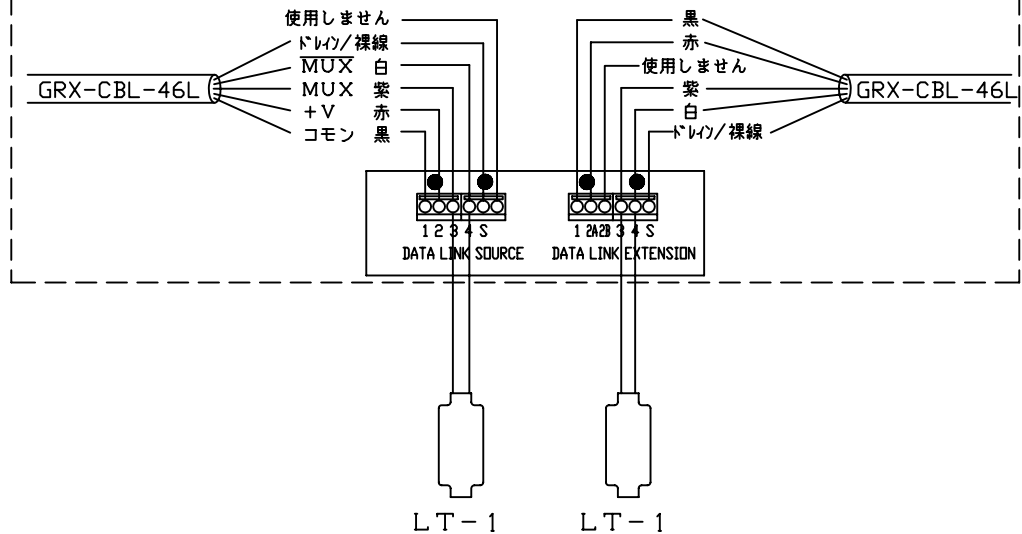 使用しません
ﾄﾞﾚｲﾝ/裸線
MUX 白
MUX 紫
+V 赤
コモン 黒
GRX-CBL-46L
黒
赤
使用しません
紫
白
ﾄﾞﾚｲﾝ/裸線
GRX-CBL-46L
1 2 3 4 S
DATA LINK SOURCE
1 2A2B 3 4 S
DATA LINK EXTENSION
LT-1
LT-1